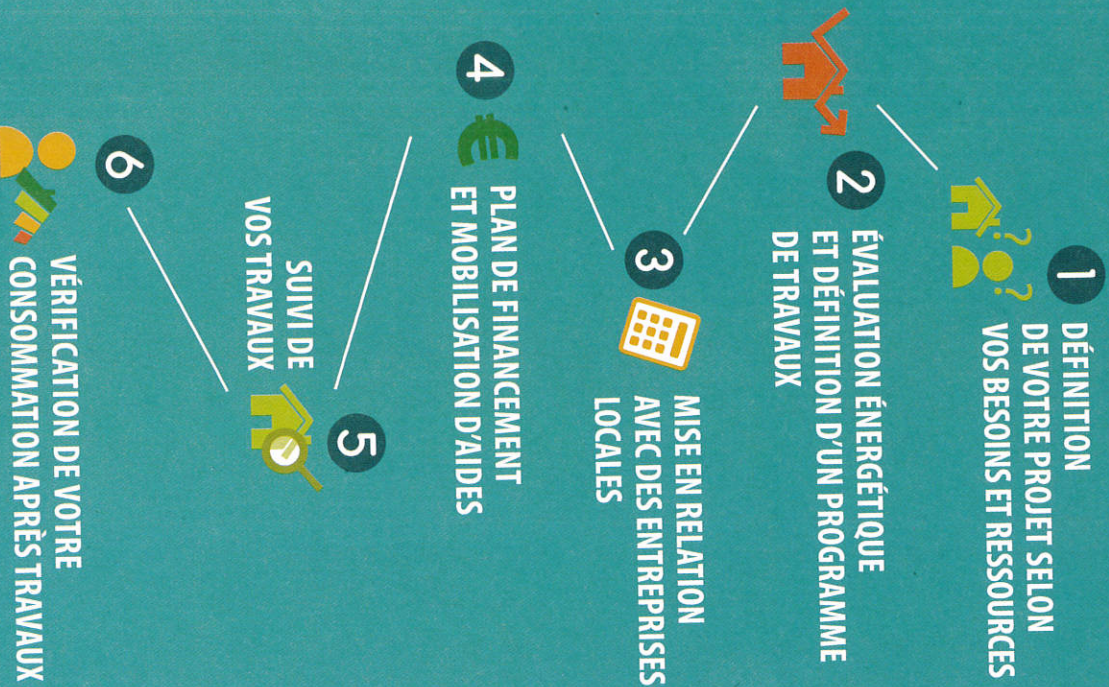 1
DÉFINITION
DE VOTRE PROJET SELON
VOS BESOINS ET RESSOURCES
2
ÉVALUATION ÉNERGÉTIQUE
ET DÉFINITION D'UN PROGRAMME
DE TRAVAUX
3
MISE EN RELATION
AVEC DES ENTREPRISES
LOCALES
4
PLAN DE FINANCEMENT
ET MOBILISATION D'AIDES
5
SUIVI DE
VOS TRAVAUX
6
VÉRIFICATION DE VOTRE
CONSOMMATION APRÈS TRAVAUX